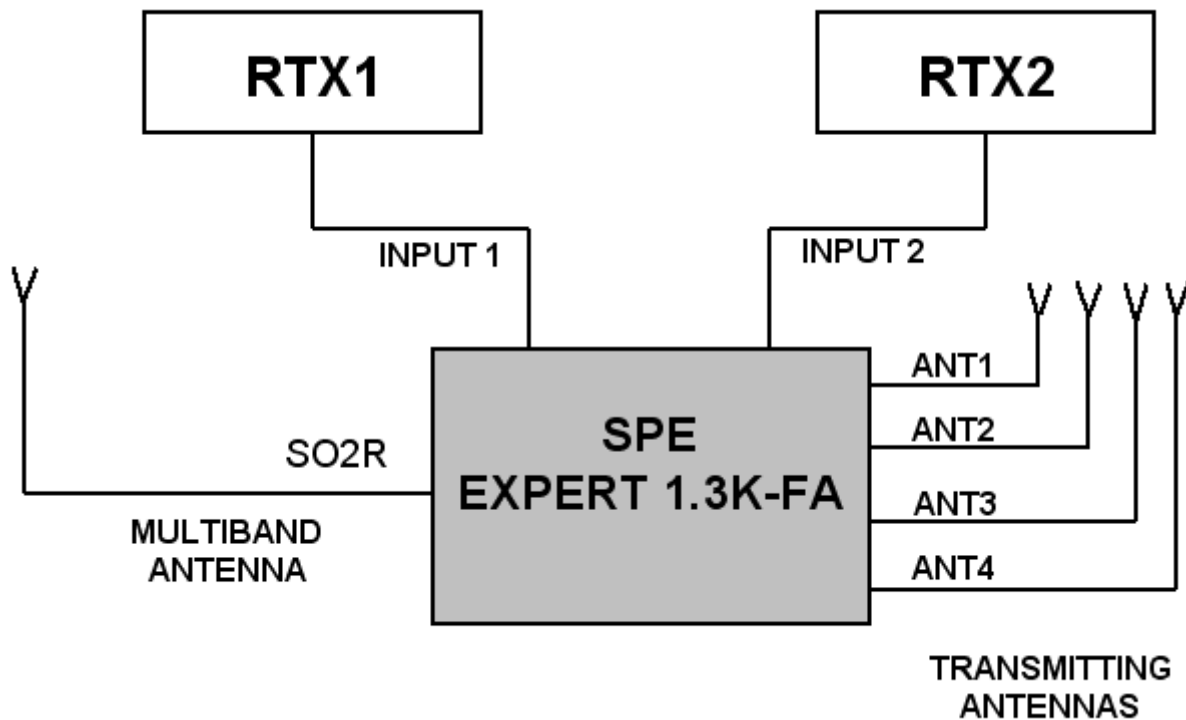 RTX1
RTX2
INPUT 1
INPUT 2
ANT1
SPE
ANT2
SO2R
EXPERT 1.3K-FA
ANT3
MULTIBAND
ANTENNA
ANT4
TRANSMITTING
ANTENNAS